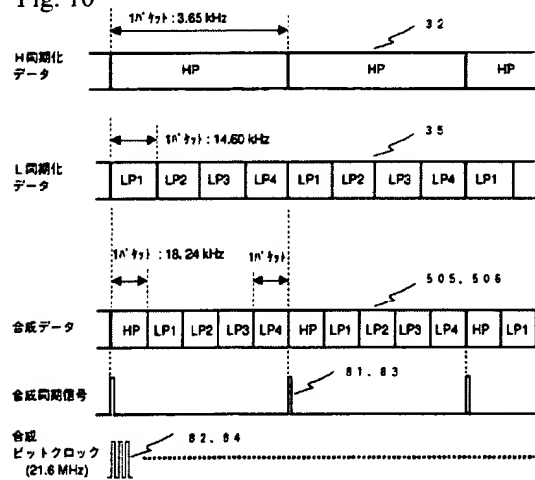 Fig. 10
1パケット:3.65 kHz
32
H同期化
データ
HP HP HP
1パケット:14.60 kHz
35
L同期化
データ
LP1 LP2 LP3 LP4 LP1 LP2 LP3 LP4 LP1
1パケット:18.24 kHz
1パケット
505, 506
合成データ
HP LP1 LP2 LP3 LP4 HP LP1 LP2 LP3 LP4 HP LP1
81, 83
合成同期信号
合成
ビットクロック
(21.6 MHz)
82, 84